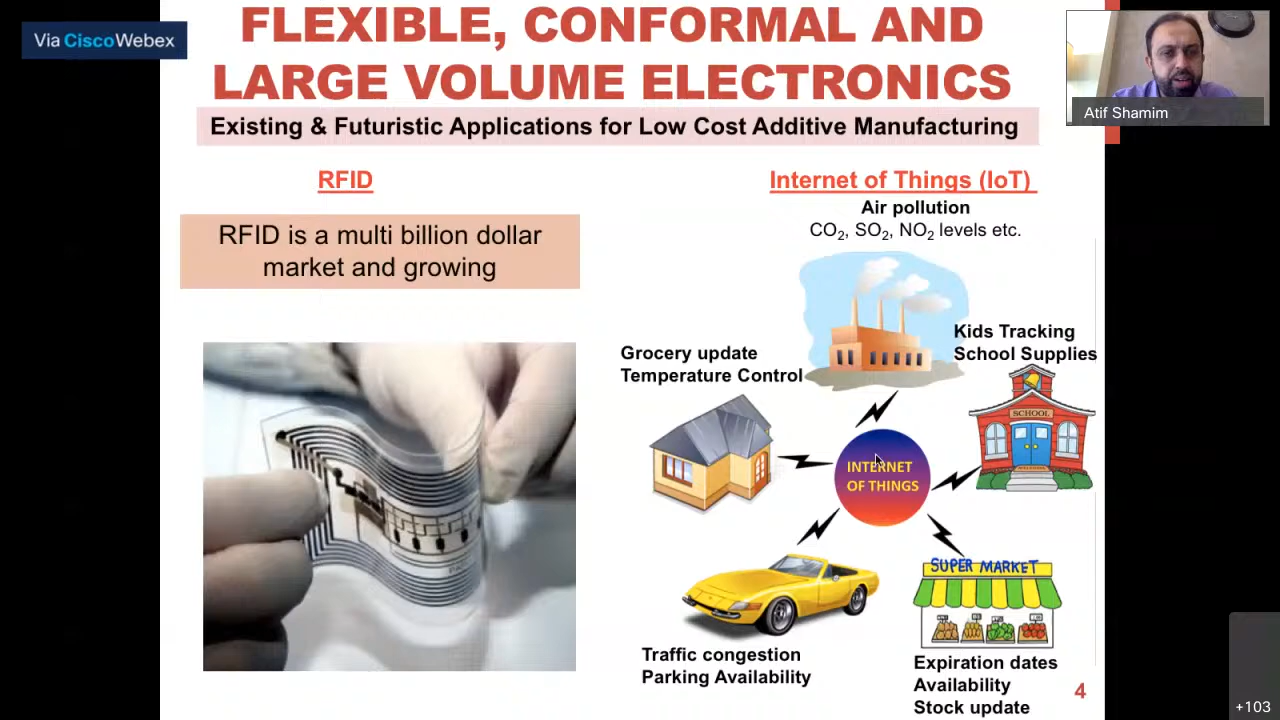 Via CiscoWebex
FLEXIBLE, CONFORMAL AND
LARGE VOLUME ELECTRONICS
Existing & Futuristic Applications for Low Cost Additive Manufacturing
Atif Shamim
RFID
RFID is a multi billion dollar
market and growing
Internet of Things (IoT)
Air pollution
CO₂, SO₂, NO₂ levels etc.
Kids Tracking
School Supplies
Grocery update
Temperature Control
SCHOOL
WELCOME
INTERNET
OF THINGS
SUPER MARKET
Traffic congestion
Parking Availability
Expiration dates
Availability
Stock update
4
+103